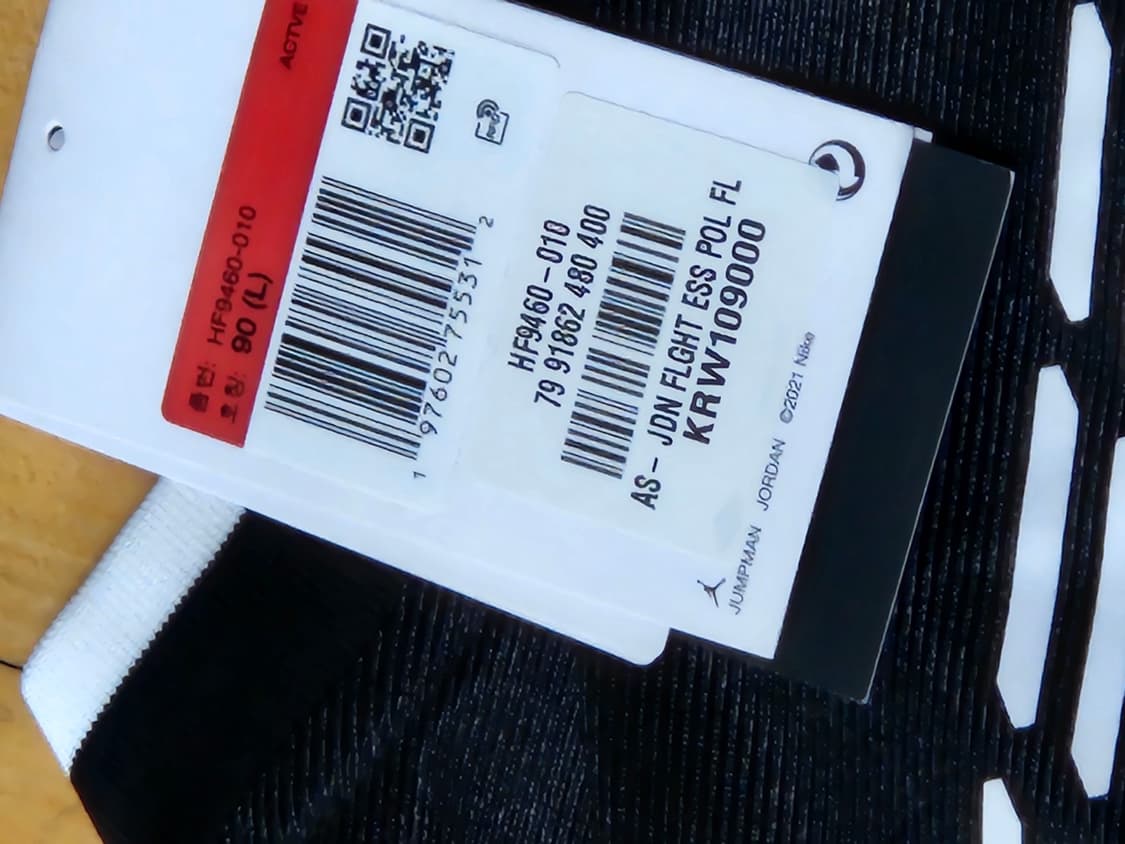 ACTVE
품번: HF9460-010
호칭: 90 (L)
1 97602 75531 2
HF9460-010
79 91862 480 400
AS- JDN FLGHT ESS POL FL
KRW109000
JUMPMAN JORDAN ©2021 Nike